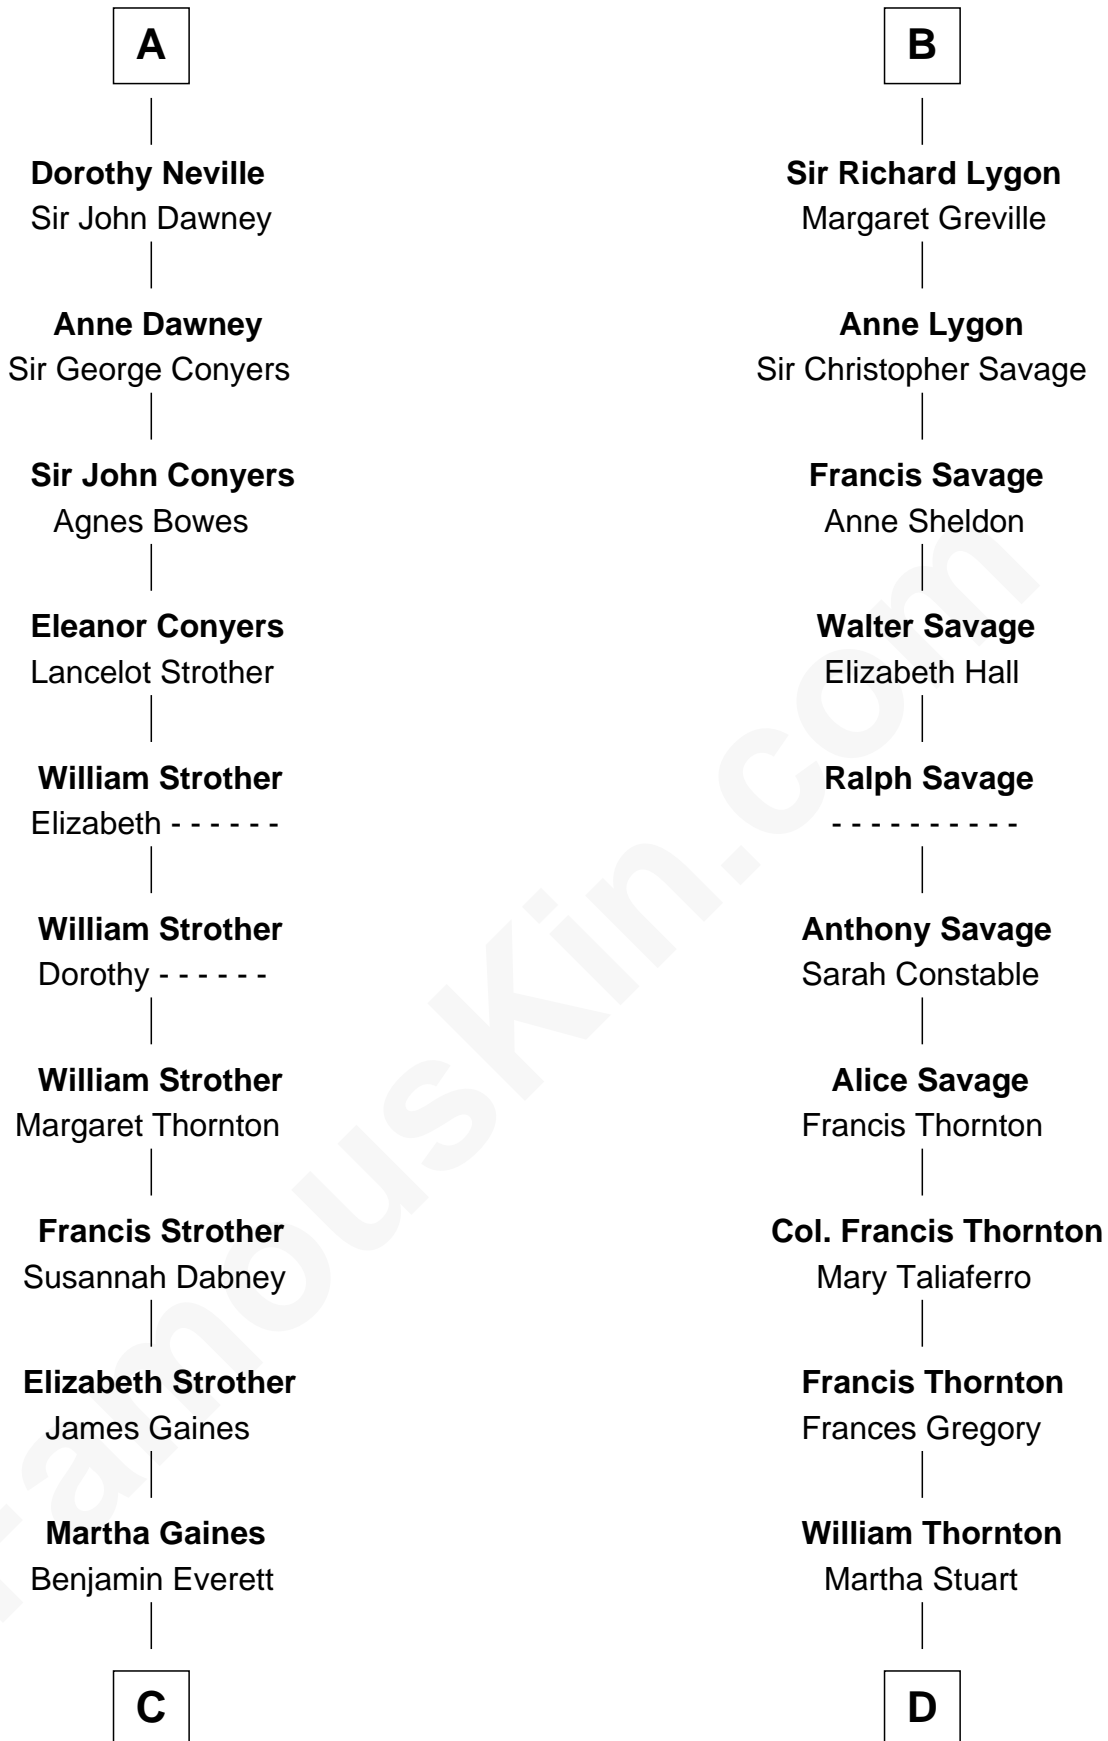 A
Dorothy Neville
Sir John Dawney
Anne Dawney
Sir George Conyers
Sir John Conyers
Agnes Bowes
Eleanor Conyers
Lancelot Strother
William Strother
Elizabeth - - - - - -
William Strother
Dorothy - - - - - -
William Strother
Margaret Thornton
Francis Strother
Susannah Dabney
Elizabeth Strother
James Gaines
Martha Gaines
Benjamin Everett
C
B
Sir Richard Lygon
Margaret Greville
Anne Lygon
Sir Christopher Savage
Francis Savage
Anne Sheldon
Walter Savage
Elizabeth Hall
Ralph Savage
- - - - - - - - - -
Anthony Savage
Sarah Constable
Alice Savage
Francis Thornton
Col. Francis Thornton
Mary Taliaferro
Francis Thornton
Frances Gregory
William Thornton
Martha Stuart
D
FamousKin.com